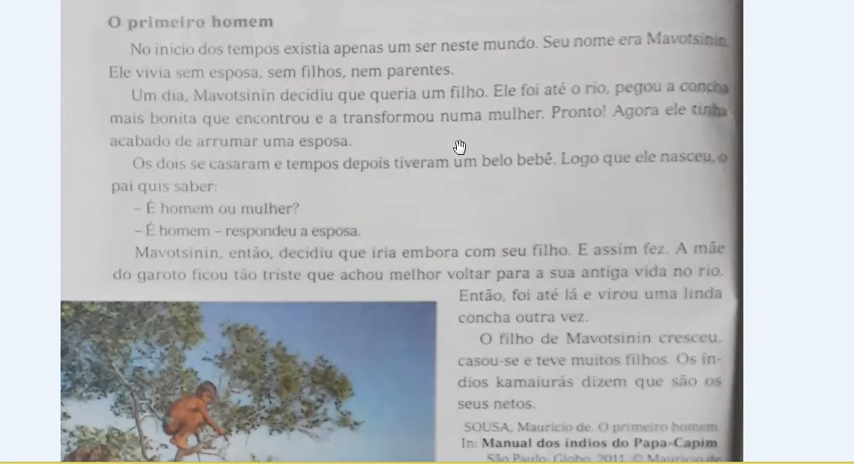 O primeiro homem
No início dos tempos existia apenas um ser neste mundo. Seu nome era Mavotsinin.
Ele vivia sem esposa, sem filhos, nem parentes.
Um dia, Mavotsinin decidiu que queria um filho. Ele foi até o rio, pegou a concha
mais bonita que encontrou e a transformou numa mulher. Pronto! Agora ele tinha
acabado de arrumar uma esposa.
Os dois se casaram e tempos depois tiveram um belo bebê. Logo que ele nasceu, o
pai quis saber:
– É homem ou mulher?
– É homem – respondeu a esposa.
Mavotsinin, então, decidiu que iria embora com seu filho. E assim fez. A mãe
do garoto ficou tão triste que achou melhor voltar para a sua antiga vida no rio.
Então, foi até lá e virou uma linda
concha outra vez.
O filho de Mavotsinin cresceu,
casou-se e teve muitos filhos. Os ín-
dios kamaiurás dizem que são os
seus netos.
SOUSA, Mauricio de. O primeiro homem
In: Manual dos índios do Papa-Capim
São Paulo: Globo, 2011. © Mauricio de